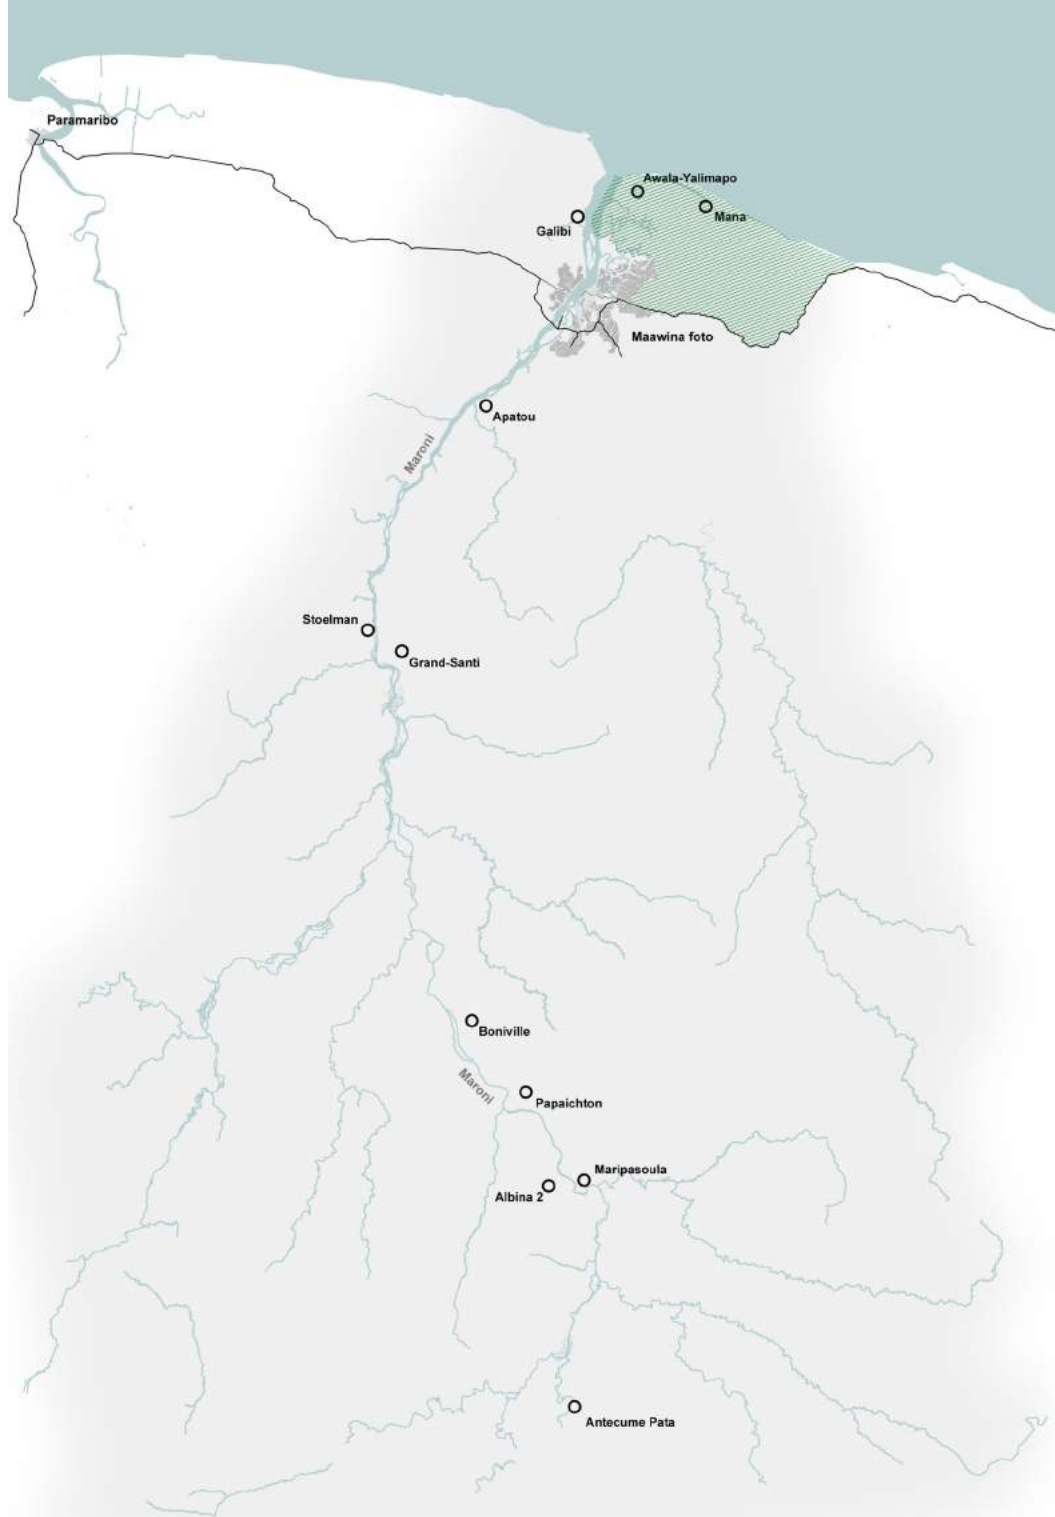 Paramaribo
Awala-Yalimapo
Mana
Galibi
Maawina foto
Apatou
Maroni
Stoelman
Grand-Santi
Boniville
Maroni
Papaichton
Maripasoula
Albina 2
Antecume Pata